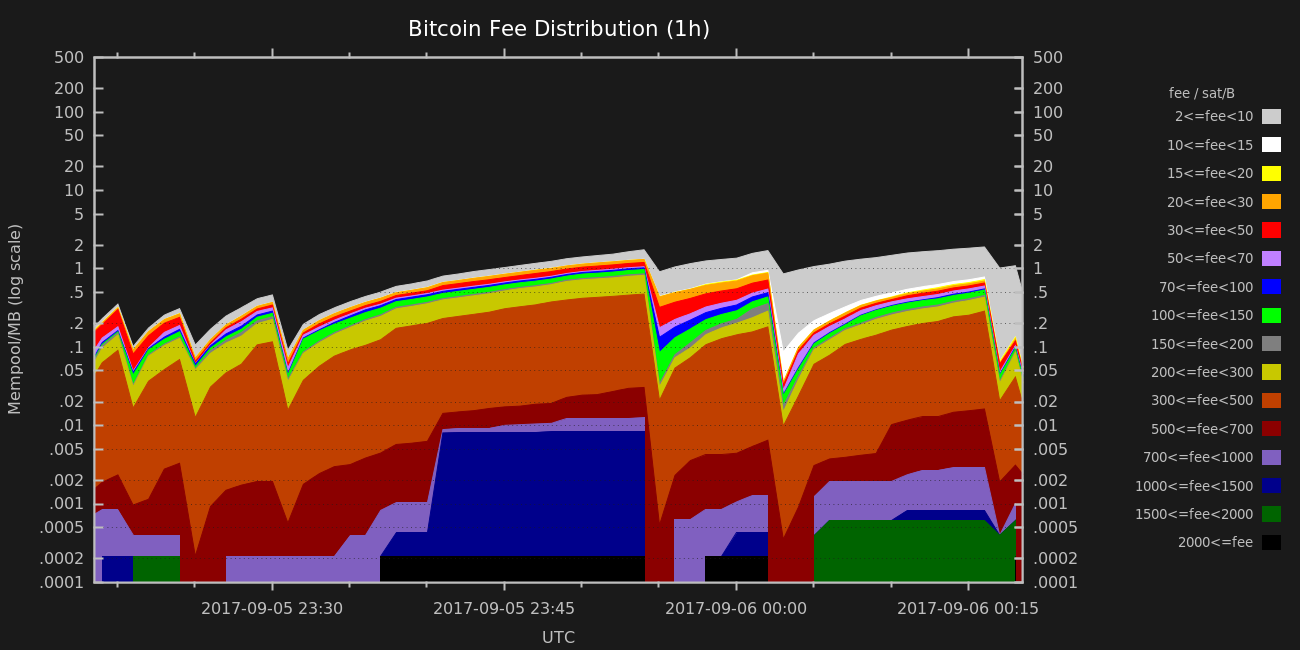 Bitcoin Fee Distribution (1h)
500
200
100
50
20
10
5
2
1
.5
.2
.1
.05
.02
.01
.005
.002
.001
.0005
.0002
.0001
Mempool/MB (log scale)
500
200
100
50
20
10
5
2
1
.5
.2
.1
.05
.02
.01
.005
.002
.001
.0005
.0002
.0001
2017-09-05 23:30 2017-09-05 23:45 2017-09-06 00:00 2017-09-06 00:15
UTC
fee / sat/B
2<=fee<10
10<=fee<15
15<=fee<20
20<=fee<30
30<=fee<50
50<=fee<70
70<=fee<100
100<=fee<150
150<=fee<200
200<=fee<300
300<=fee<500
500<=fee<700
700<=fee<1000
1000<=fee<1500
1500<=fee<2000
2000<=fee